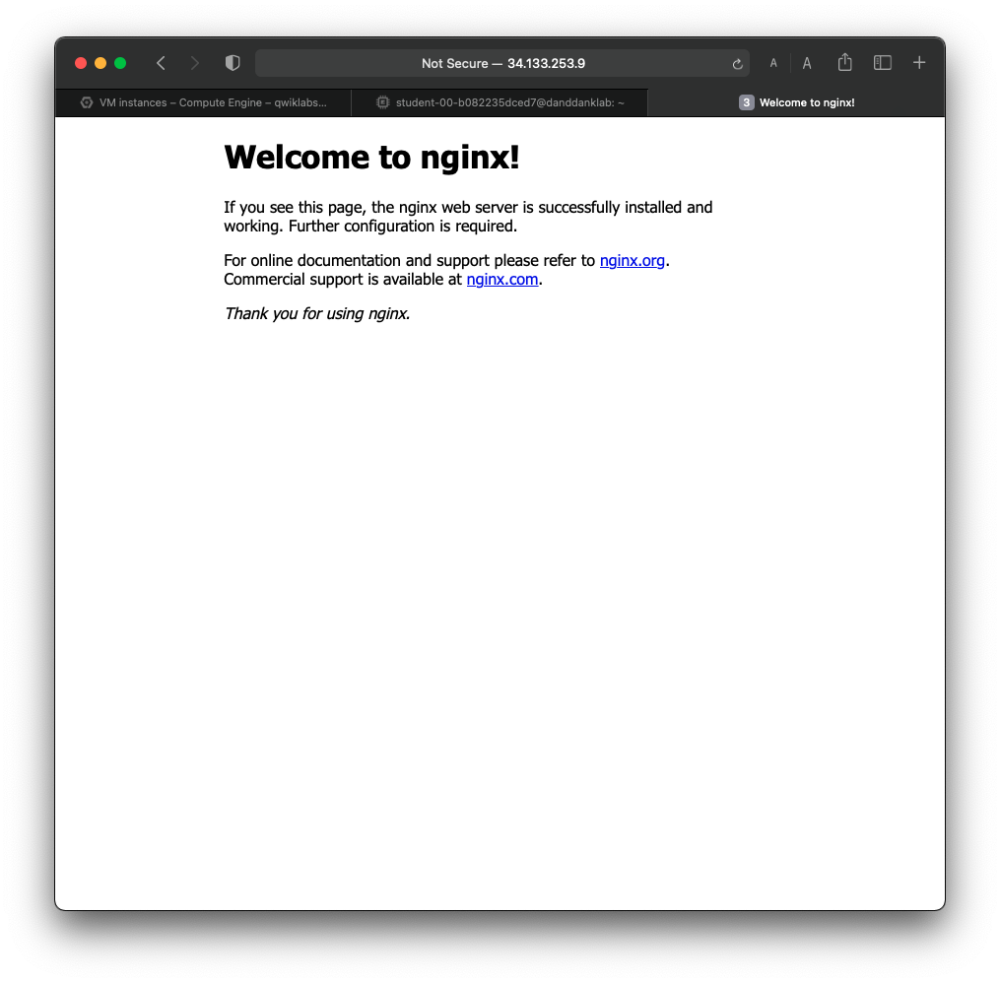 Not Secure — 34.133.253.9
A A
VM instances – Compute Engine – qwiklabs...
student-00-b082235dced7@danddanklab: ~
3 Welcome to nginx!
Welcome to nginx!
If you see this page, the nginx web server is successfully installed and
working. Further configuration is required.
For online documentation and support please refer to nginx.org.
Commercial support is available at nginx.com.
Thank you for using nginx.